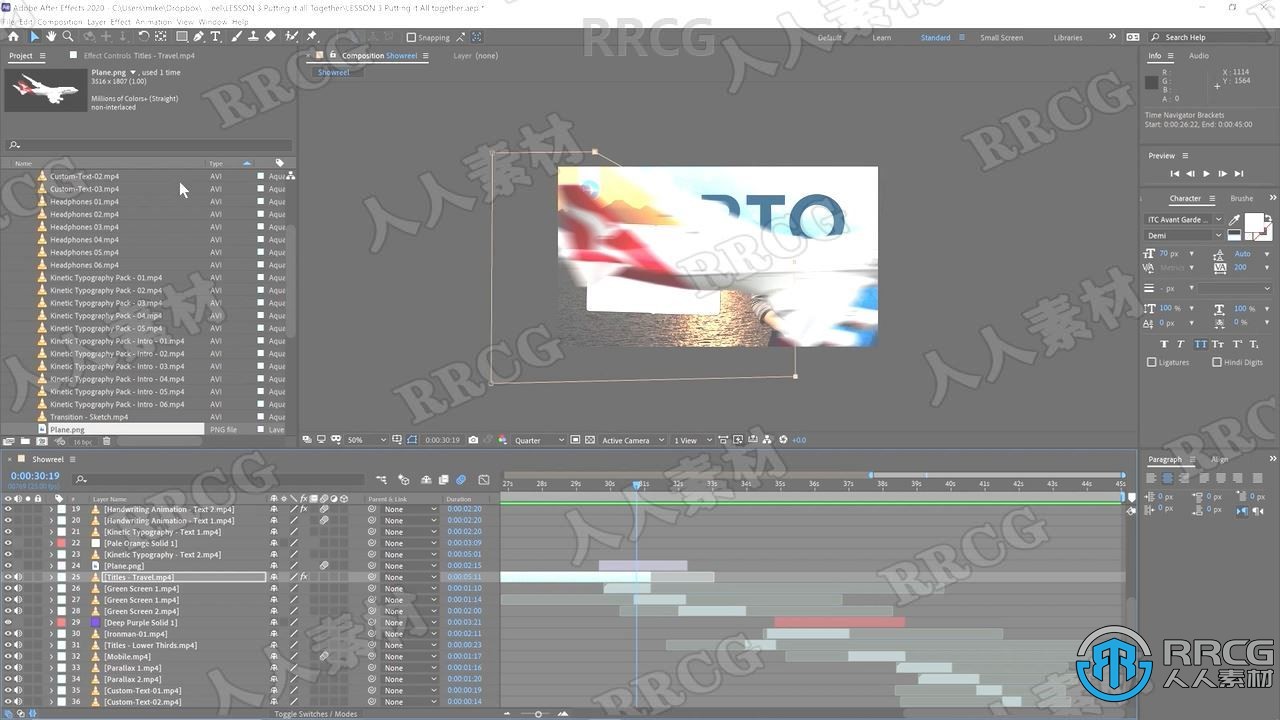 Adobe After Effects 2020 - C:\Users\mike\Dropbox\ ... reel\LESSON 3 Putting it all Together\LESSON 3 Putting it All together.aep *
File Edit Composition Layer Effect Animation View Window Help
Snapping
Default Learn Standard Small Screen Libraries Search Help
Project Effect Controls Titles - Travel.mp4
Composition Showreel Layer (none)
Showreel
Plane.png , used 1 time
3516 x 1807 (1.00)
Millions of Colors+ (Straight)
non-interlaced
Name Type
Custom-Text-02.mp4 AVI Aqua
Custom-Text-03.mp4 AVI Aqua
Headphones 01.mp4 AVI Aqua
Headphones 02.mp4 AVI Aqua
Headphones 03.mp4 AVI Aqua
Headphones 04.mp4 AVI Aqua
Headphones 05.mp4 AVI Aqua
Headphones 06.mp4 AVI Aqua
Kinetic Typography Pack - 01.mp4 AVI Aqua
Kinetic Typography Pack - 02.mp4 AVI Aqua
Kinetic Typography Pack - 03.mp4 AVI Aqua
Kinetic Typography Pack - 04.mp4 AVI Aqua
Kinetic Typography Pack - 05.mp4 AVI Aqua
Kinetic Typography Pack - Intro - 01.mp4 AVI Aqua
Kinetic Typography Pack - Intro - 02.mp4 AVI Aqua
Kinetic Typography Pack - Intro - 03.mp4 AVI Aqua
Kinetic Typography Pack - Intro - 04.mp4 AVI Aqua
Kinetic Typography Pack - Intro - 05.mp4 AVI Aqua
Kinetic Typography Pack - Intro - 06.mp4 AVI Aqua
Transition - Sketch.mp4 AVI Aqua
Plane.png PNG file Lave
16 bpc
RTO
50% 0:00:30:19 Quarter Active Camera 1 View +0.0
Info Audio
R :
G :
B :
A : 0
X : 1114
Y : 1564
Time Navigator Brackets
Start: 0:00:26:22, End: 0:00:45:00
Preview
Character Brushe
ITC Avant Garde ...
Demi
70 px Auto
Metrics 200
- px
100 % 100 %
0 px 0 %
T T TT Tt T' T,
Ligatures Hindi Digits
Paragraph Align
0 px 0 px 0 px
0 px 0 px
Showreel
0:00:30:19
00769 (25.00 fps)
# Layer Name Parent & Link Duration
27s 28s 29s 30s 31s 32s 33s 34s 35s 36s 37s 38s 39s 40s 41s 42s 43s 44s 45s
19 [Handwriting Animation - Text 2.mp4] None 0:00:02:20
20 [Handwriting Animation - Text 1.mp4] None 0:00:02:20
21 [Kinetic Typography - Text 1.mp4] None 0:00:02:20
22 [Pale Orange Solid 1] None 0:00:03:09
23 [Kinetic Typography - Text 2.mp4] None 0:00:05:01
24 [Plane.png] None 0:00:02:15
25 [Titles - Travel.mp4] None 0:00:05:11
26 [Green Screen 1.mp4] None 0:00:01:10
27 [Green Screen 1.mp4] None 0:00:01:14
28 [Green Screen 2.mp4] None 0:00:02:00
29 [Deep Purple Solid 1] None 0:00:03:21
30 [Ironman-01.mp4] None 0:00:02:11
31 [Titles - Lower Thirds.mp4] None 0:00:00:23
32 [Mobile.mp4] None 0:00:01:17
33 [Parallax 1.mp4] None 0:00:01:16
34 [Parallax 2.mp4] None 0:00:01:20
35 [Custom-Text-01.mp4] None 0:00:00:19
36 [Custom-Text-02.mp4] None 0:00:00:14
Toggle Switches / Modes
RRCG
人人素材